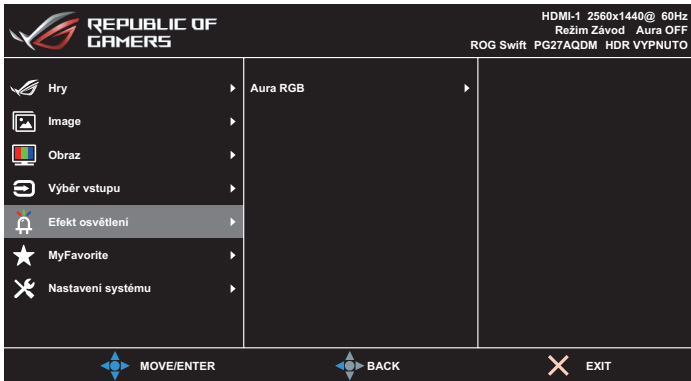 REPUBLIC OF
GAMERS
HDMI-1 2560x1440@ 60Hz
Režim Závod Aura OFF
ROG Swift PG27AQDM HDR VYPNUTO
Hry
Image
Obraz
Výběr vstupu
Efekt osvětlení
MyFavorite
Nastavení systému
Aura RGB
MOVE/ENTER
BACK
EXIT